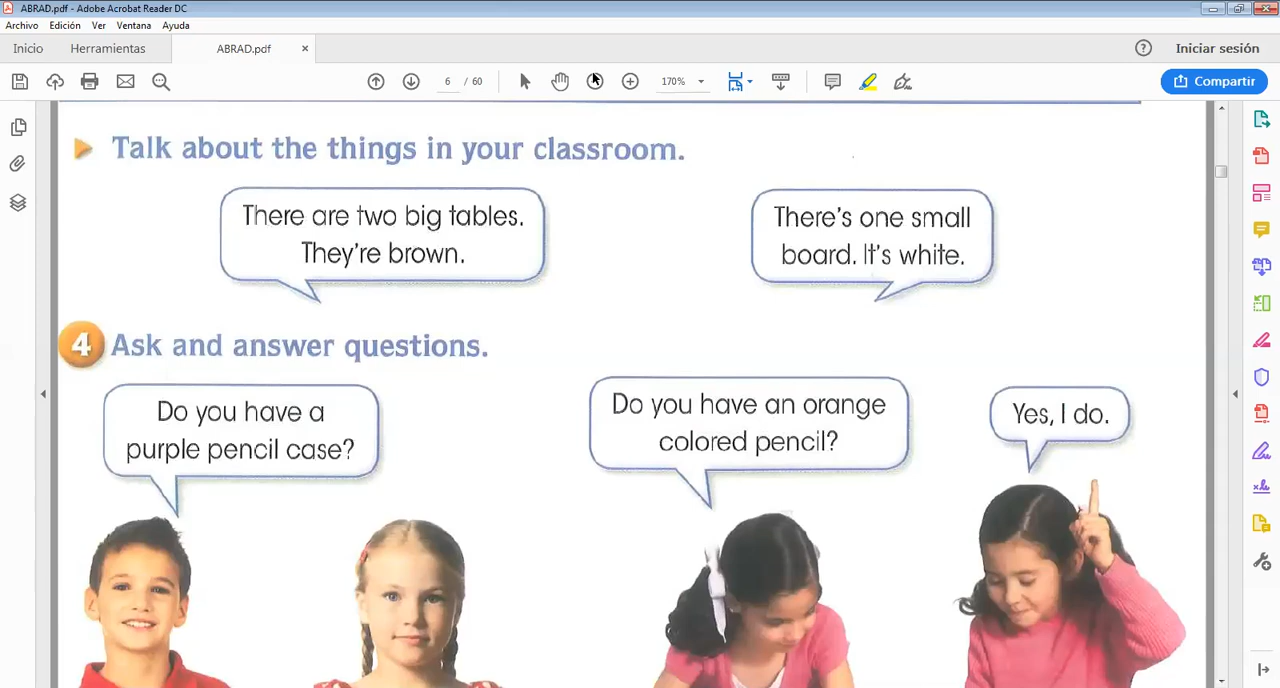 ABRAD.pdf - Adobe Acrobat Reader DC
Archivo Edición Ver Ventana Ayuda
Inicio Herramientas ABRAD.pdf × Iniciar sesión
6 / 60 170% Compartir
Talk about the things in your classroom.
There are two big tables.
They're brown.
There's one small
board. It's white.
4 Ask and answer questions.
Do you have a
purple pencil case?
Do you have an orange
colored pencil?
Yes, I do.